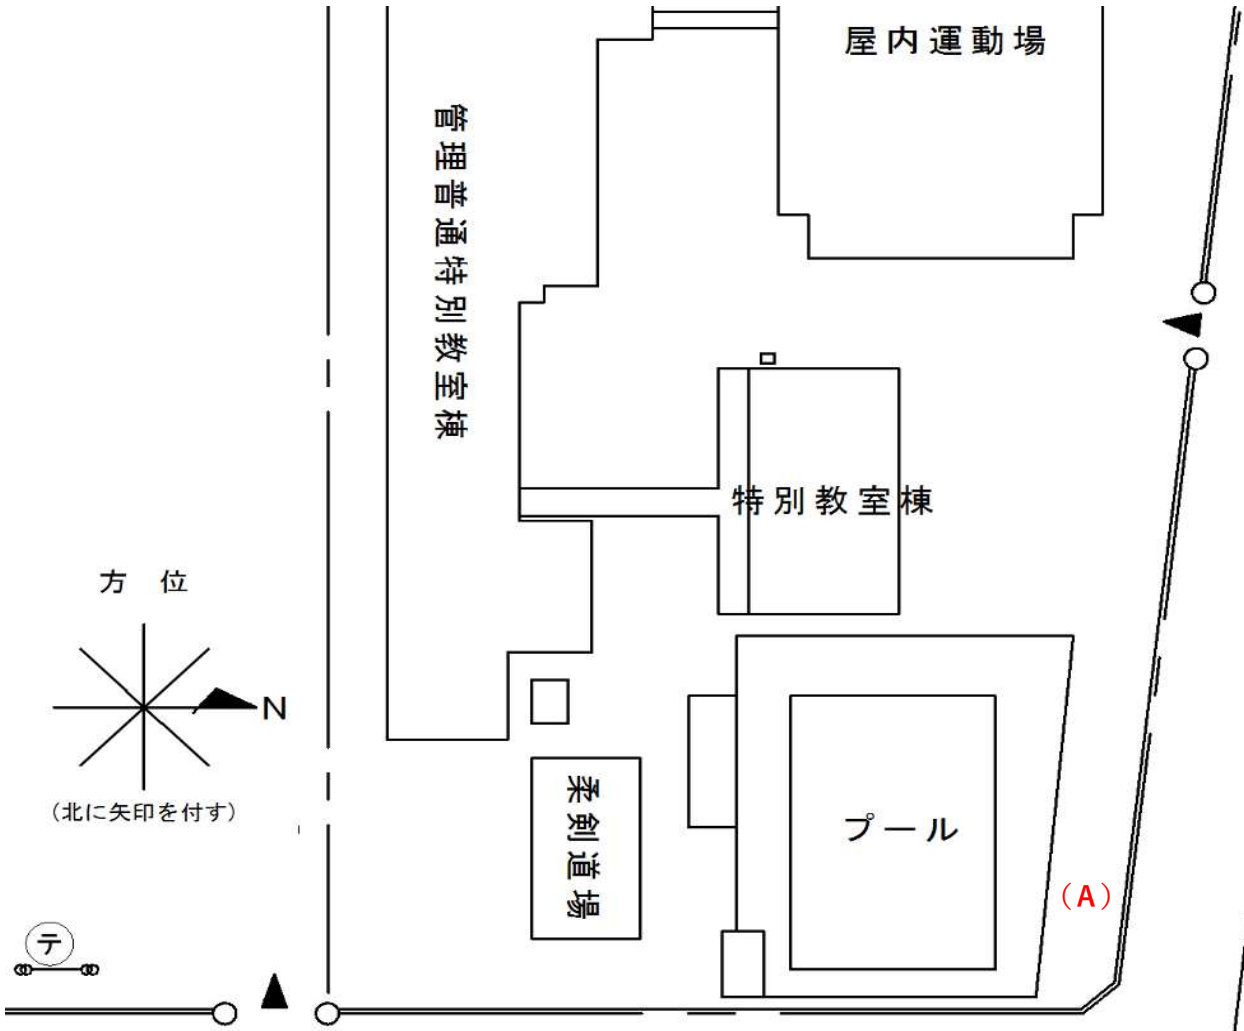 屋内運動場
管理普通特別教室棟
特別教室棟
方 位
N
(北に矢印を付す)
柔剣道場
プール
（A）
テ